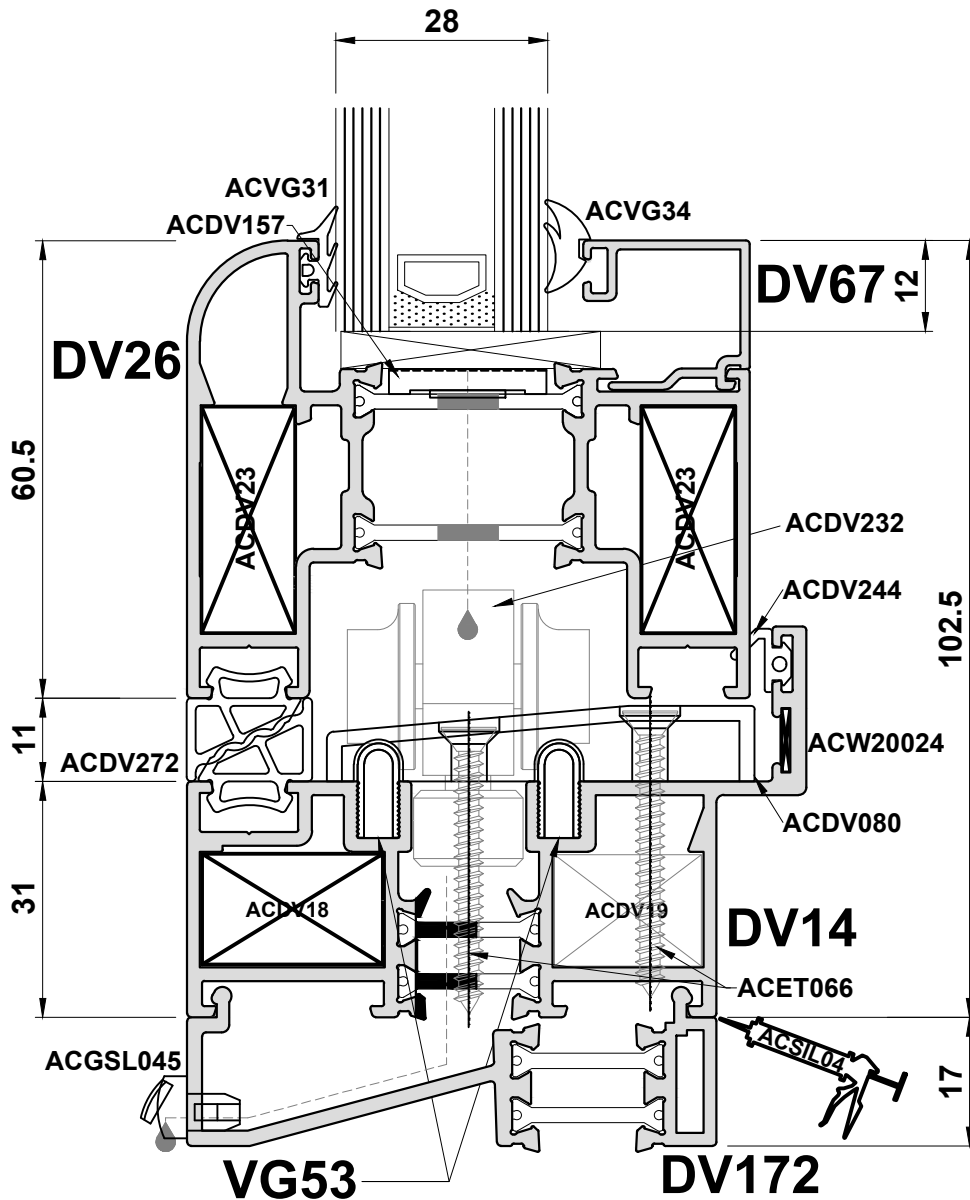 28
ACVG31
ACDV157
ACVG34
DV67
12
DV26
60.5
ACDV23
ACDV23
ACDV232
ACDV244
102.5
11
ACDV272
ACW20024
ACDV080
31
ACDV18
ACDV19
DV14
ACET066
ACGSL045
ACSIL04
17
VG53
DV172